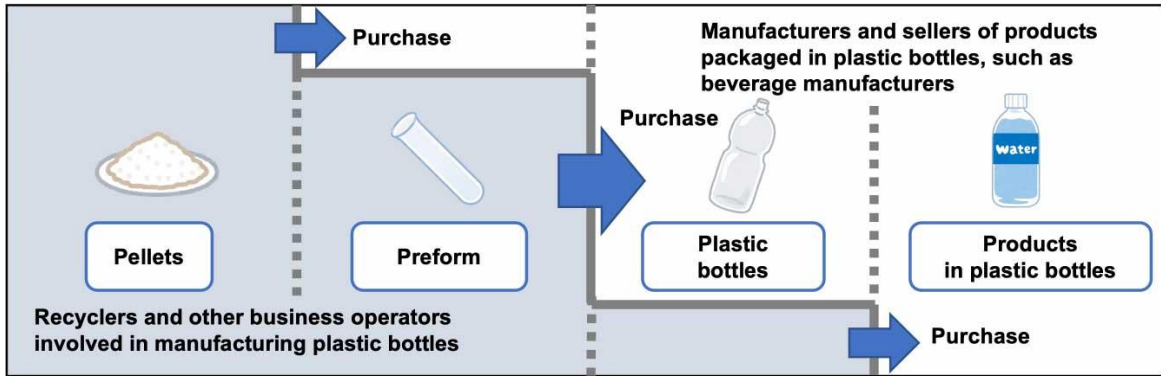 Purchase
Manufacturers and sellers of products
packaged in plastic bottles, such as
beverage manufacturers
Purchase
Water
Pellets
Preform
Plastic
bottles
Products
in plastic bottles
Recyclers and other business operators
involved in manufacturing plastic bottles
Purchase